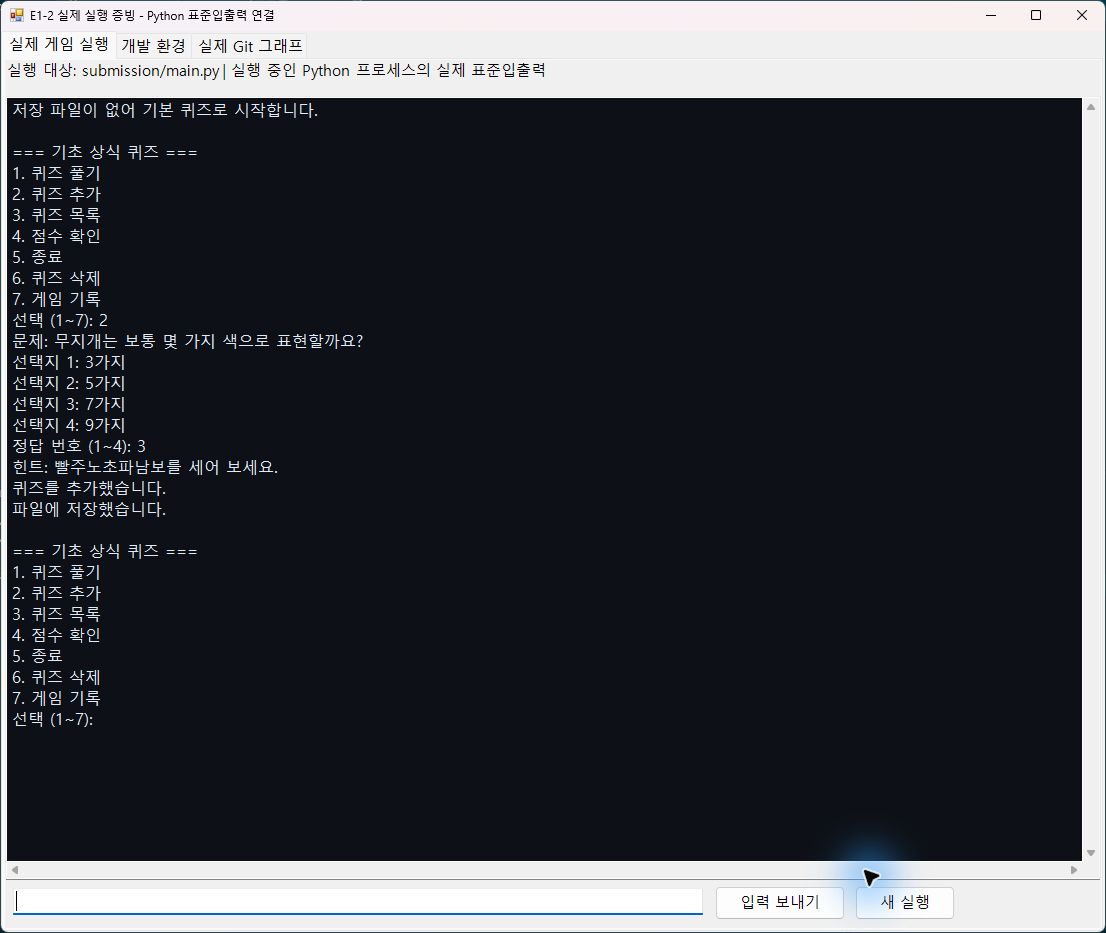 E1-2 실제 실행 증빙 - Python 표준입출력 연결
실제 게임 실행 개발 환경 실제 Git 그래프
실행 대상: submission/main.py | 실행 중인 Python 프로세스의 실제 표준입출력
저장 파일이 없어 기본 퀴즈로 시작합니다.
=== 기초 상식 퀴즈 ===
1. 퀴즈 풀기
2. 퀴즈 추가
3. 퀴즈 목록
4. 점수 확인
5. 종료
6. 퀴즈 삭제
7. 게임 기록
선택 (1~7): 2
문제: 무지개는 보통 몇 가지 색으로 표현할까요?
선택지 1: 3가지
선택지 2: 5가지
선택지 3: 7가지
선택지 4: 9가지
정답 번호 (1~4): 3
힌트: 빨주노초파남보를 세어 보세요.
퀴즈를 추가했습니다.
파일에 저장했습니다.
=== 기초 상식 퀴즈 ===
1. 퀴즈 풀기
2. 퀴즈 추가
3. 퀴즈 목록
4. 점수 확인
5. 종료
6. 퀴즈 삭제
7. 게임 기록
선택 (1~7):
입력 보내기 새 실행